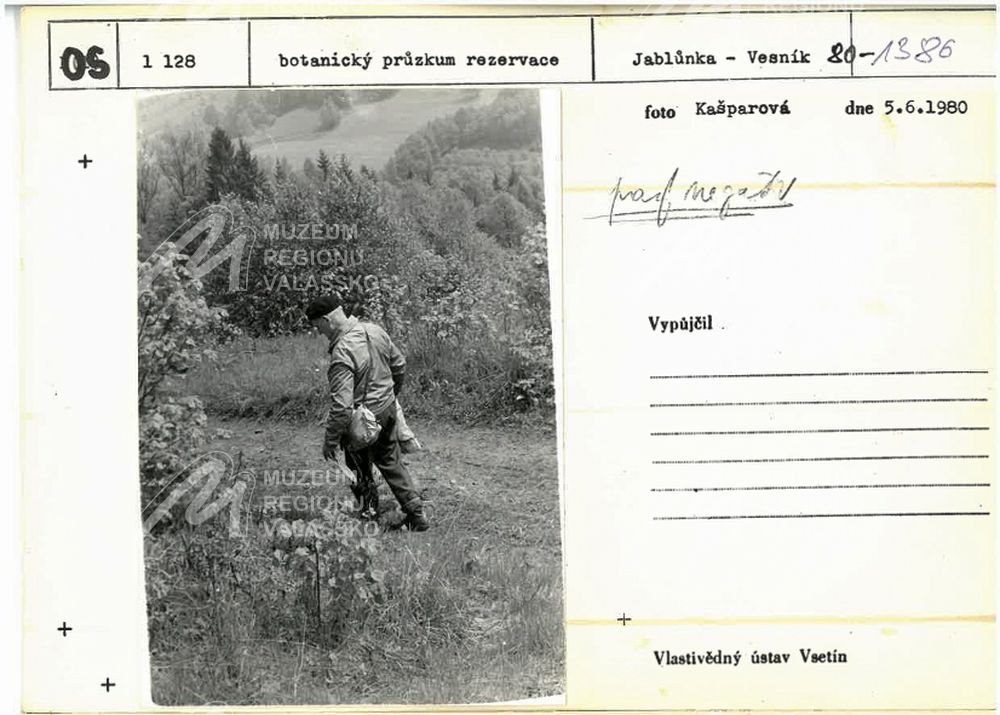 OS 1 128 botanický průzkum rezervace Jablůnka - Vesník 80-1386
foto Kašparová dne 5.6.1980
negativ
MUZEUM
REGIONU
VALAŠSKO
Vypůjčil
MUZEUM
REGIONU
VALAŠSKO
Vlastivědný ústav Vsetín